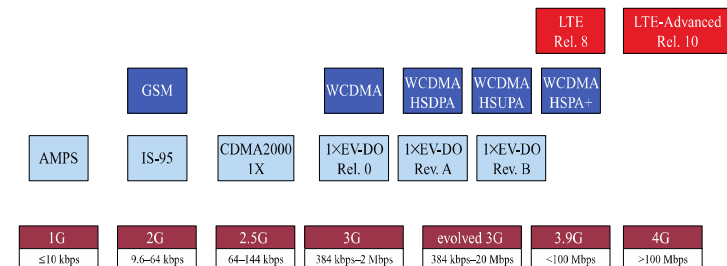 LTE
Rel. 8
LTE-Advanced
Rel. 10
GSM
WCDMA
WCDMA
HSDPA
WCDMA
HSUPA
WCDMA
HSPA+
AMPS
IS-95
CDMA2000
1X
1×EV-DO
Rel. 0
1×EV-DO
Rev. A
1×EV-DO
Rev. B
1G
≤10 kbps
2G
9.6–64 kbps
2.5G
64–144 kbps
3G
384 kbps–2 Mbps
evolved 3G
384 kbps–20 Mbps
3.9G
<100 Mbps
4G
>100 Mbps